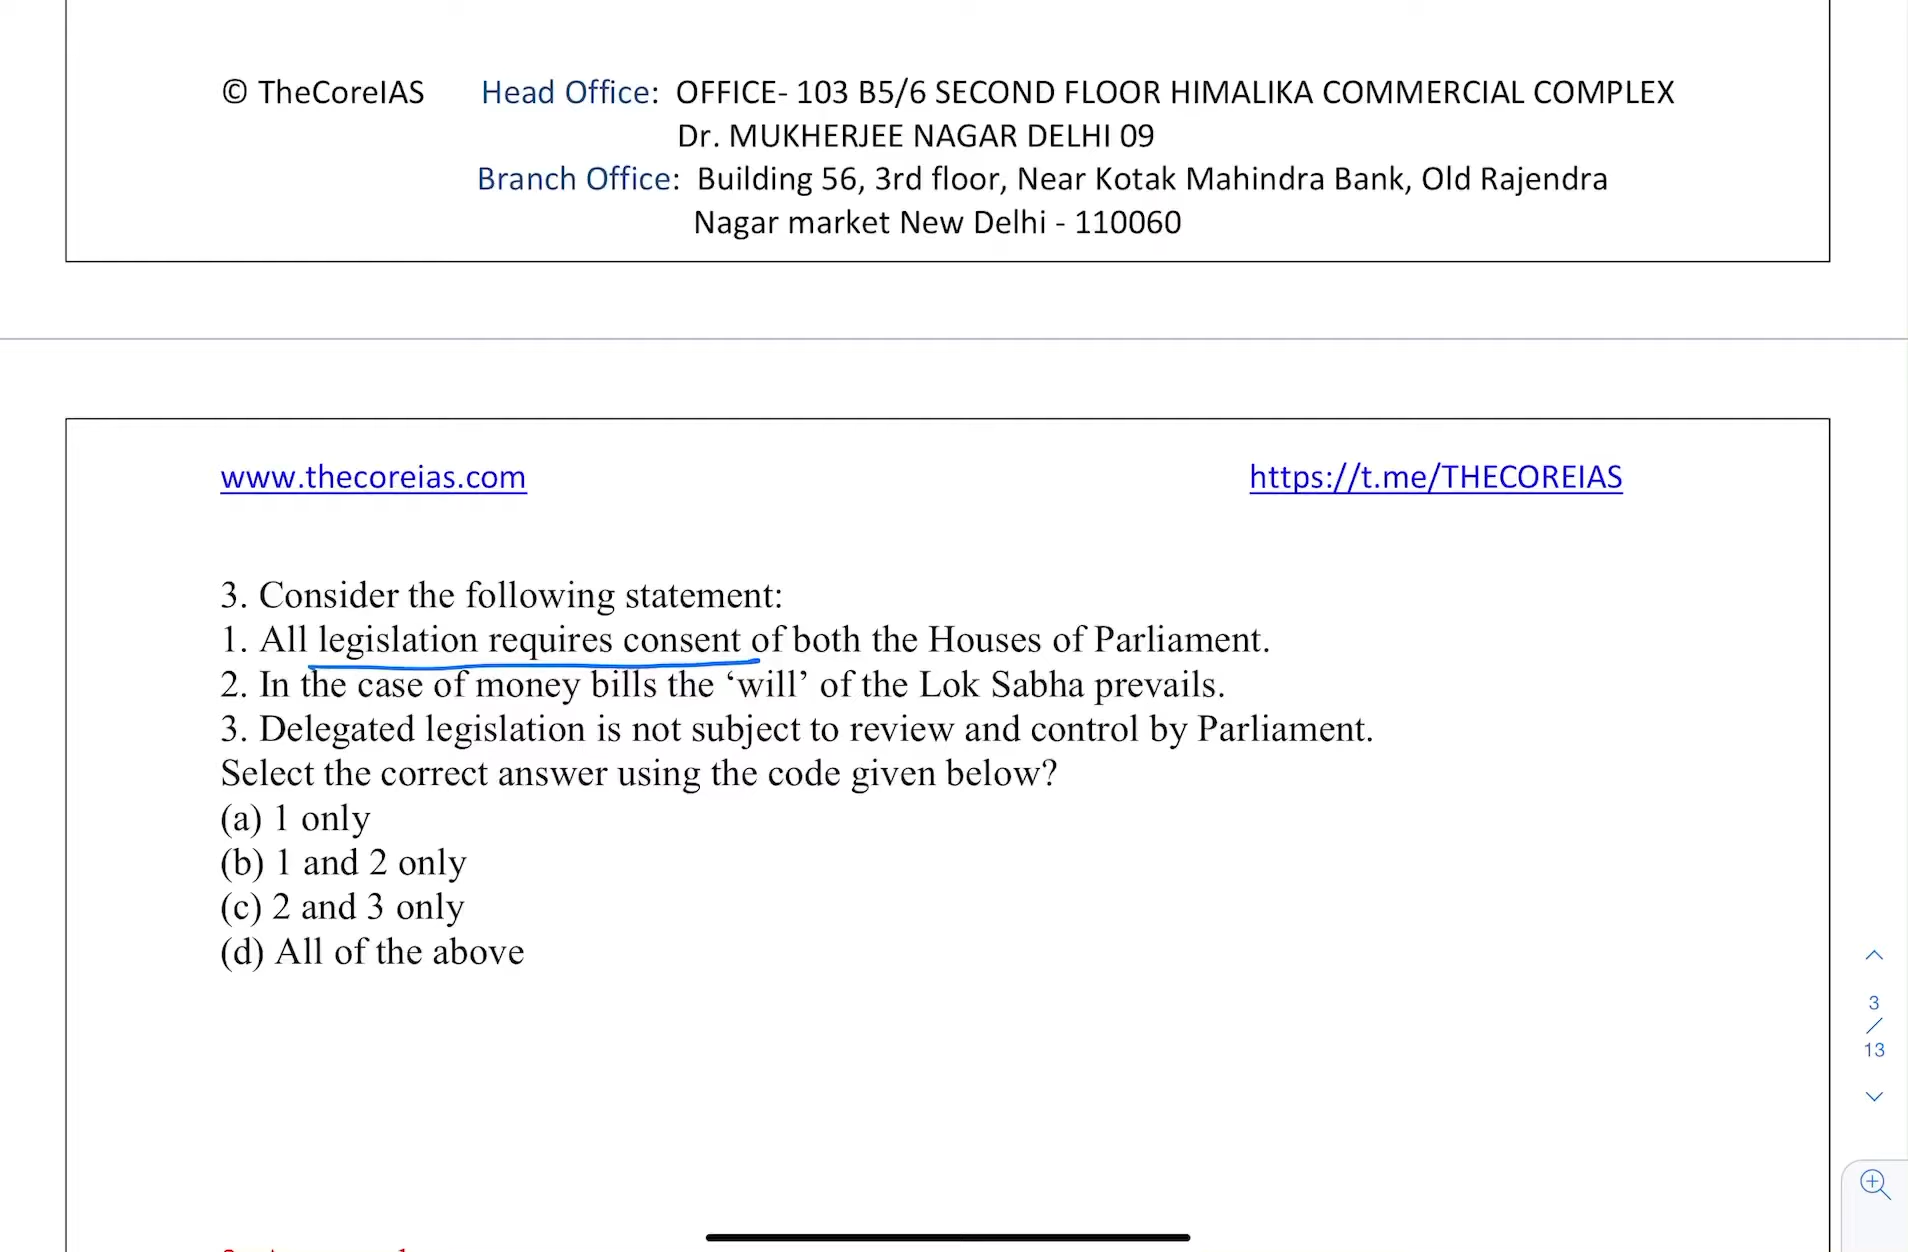 © TheCoreIAS Head Office: OFFICE- 103 B5/6 SECOND FLOOR HIMALIKA COMMERCIAL COMPLEX
Dr. MUKHERJEE NAGAR DELHI 09
Branch Office: Building 56, 3rd floor, Near Kotak Mahindra Bank, Old Rajendra
Nagar market New Delhi - 110060
www.thecoreias.com https://t.me/THECOREIAS
3. Consider the following statement:
1. All legislation requires consent of both the Houses of Parliament.
2. In the case of money bills the ‘will’ of the Lok Sabha prevails.
3. Delegated legislation is not subject to review and control by Parliament.
Select the correct answer using the code given below?
(a) 1 only
(b) 1 and 2 only
(c) 2 and 3 only
(d) All of the above
3
/
13